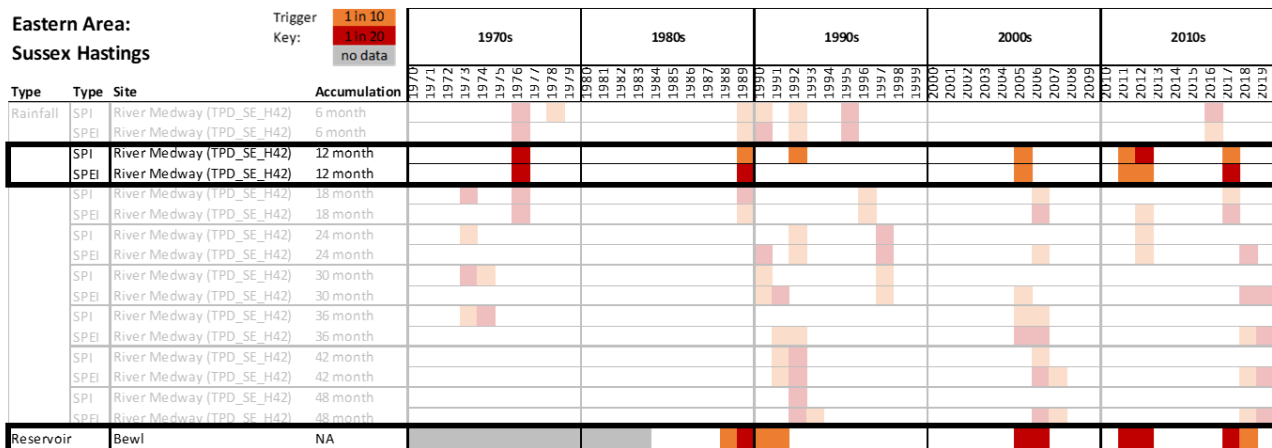 Eastern Area:
Sussex Hastings
Trigger
Key:
1 in 10
1 in 20
no data
1970s 1980s 1990s 2000s 2010s
Type Type Site Accumulation 1970 1971 1972 1973 1974 1975 1976 1977 1978 1979 1980 1981 1982 1983 1984 1985 1986 1987 1988 1989 1990 1991 1992 1993 1994 1995 1996 1997 1998 1999 2000 2001 2002 2003 2004 2005 2006 2007 2008 2009 2010 2011 2012 2013 2014 2015 2016 2017 2018 2019
Rainfall SPI River Medway (TPD_SE_H42) 6 month
SPEI River Medway (TPD_SE_H42) 6 month
SPI River Medway (TPD_SE_H42) 12 month
SPEI River Medway (TPD_SE_H42) 12 month
SPI River Medway (TPD_SE_H42) 18 month
SPEI River Medway (TPD_SE_H42) 18 month
SPI River Medway (TPD_SE_H42) 24 month
SPEI River Medway (TPD_SE_H42) 24 month
SPI River Medway (TPD_SE_H42) 30 month
SPEI River Medway (TPD_SE_H42) 30 month
SPI River Medway (TPD_SE_H42) 36 month
SPEI River Medway (TPD_SE_H42) 36 month
SPI River Medway (TPD_SE_H42) 42 month
SPEI River Medway (TPD_SE_H42) 42 month
SPI River Medway (TPD_SE_H42) 48 month
SPEI River Medway (TPD_SE_H42) 48 month
Reservoir Bewl NA